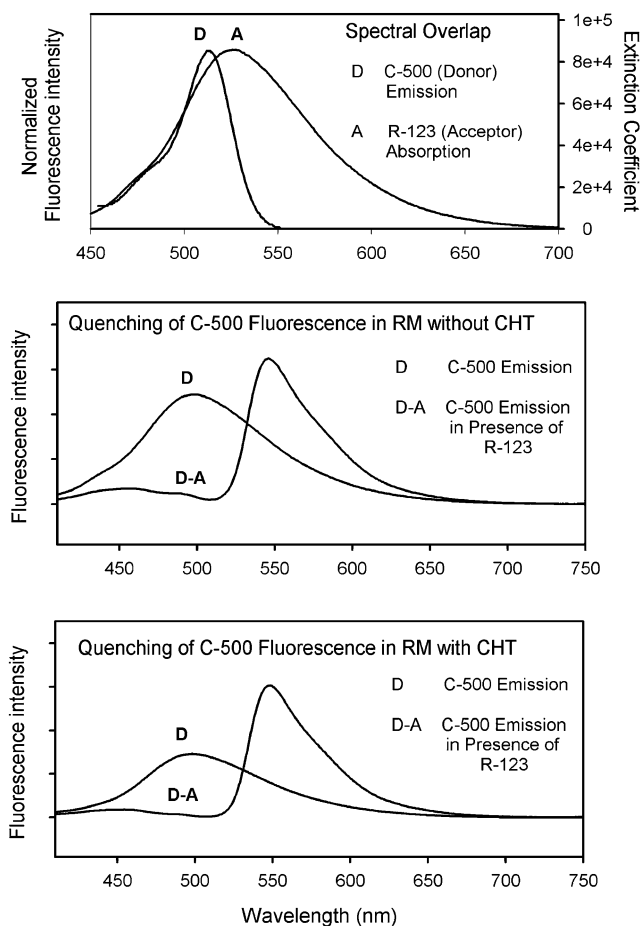 D A
Spectral Overlap
D C-500 (Donor)
Emission
A R-123 (Acceptor)
Absorption
Normalized
Fluorescence intensity
1e+5
8e+4
6e+4
4e+4
2e+4
0
Extinction Coefficient
450 500 550 600 650 700
Quenching of C-500 Fluorescence in RM without CHT
D
D C-500 Emission
D-A C-500 Emission
in Presence of
R-123
D-A
Fluorescence intensity
450 500 550 600 650 700 750
Quenching of C-500 Fluorescence in RM with CHT
D C-500 Emission
D
D-A C-500 Emission
in Presence of
R-123
D-A
Fluorescence intensity
450 500 550 600 650 700 750
Wavelength (nm)